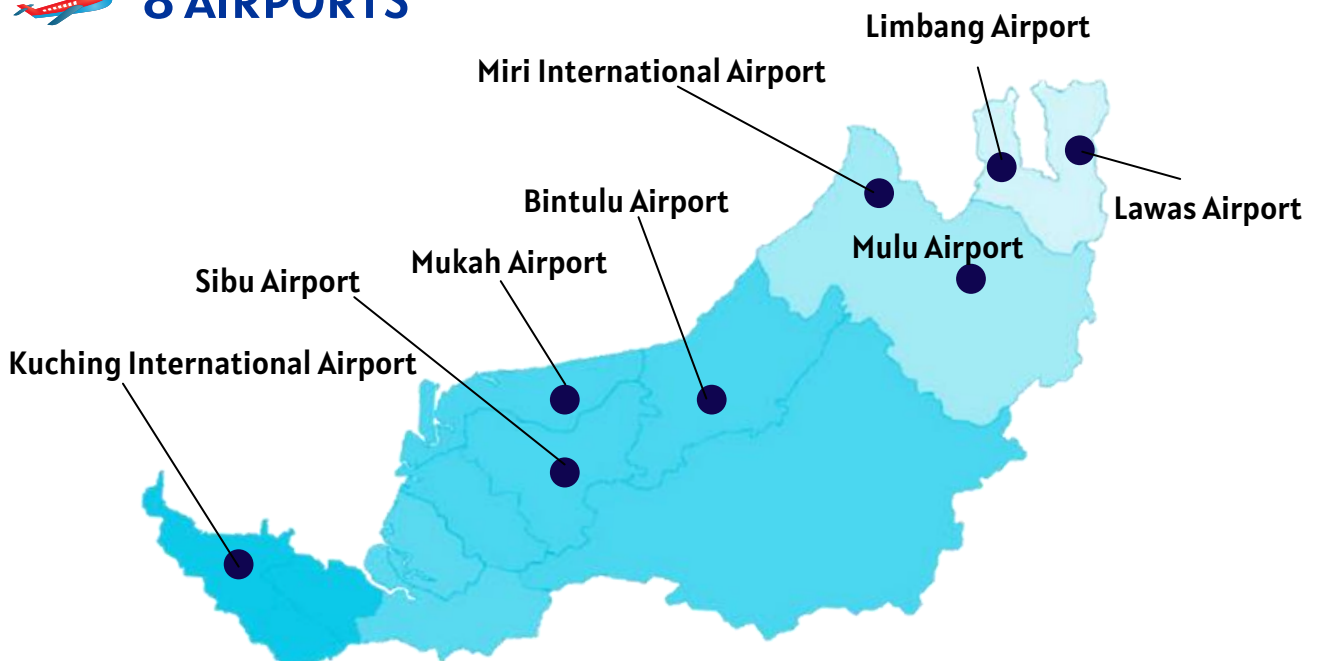 8 AIRPORTS
Limbang Airport
Miri International Airport
Bintulu Airport
Lawas Airport
Mulu Airport
Mukah Airport
Sibu Airport
Kuching International Airport